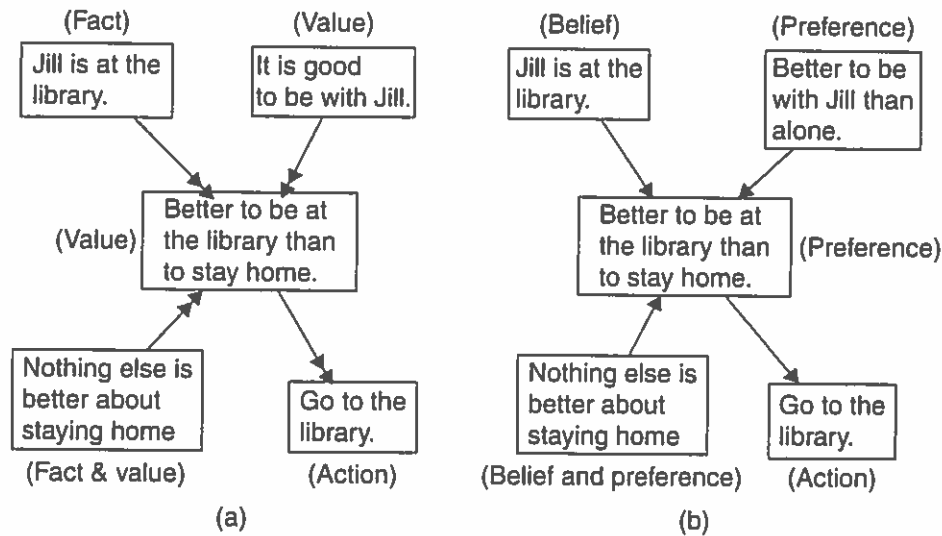 (Fact)
(Value)
Jill is at the
library.
It is good
to be with Jill.
(Value)
Better to be at
the library than
to stay home.
Nothing else is
better about
staying home
(Fact & value)
Go to the
library.
(Action)
(a)
(Belief)
(Preference)
Jill is at the
library.
Better to be
with Jill than
alone.
Better to be at
the library than
to stay home.
(Preference)
Nothing else is
better about
staying home
(Belief and preference)
Go to the
library.
(Action)
(b)